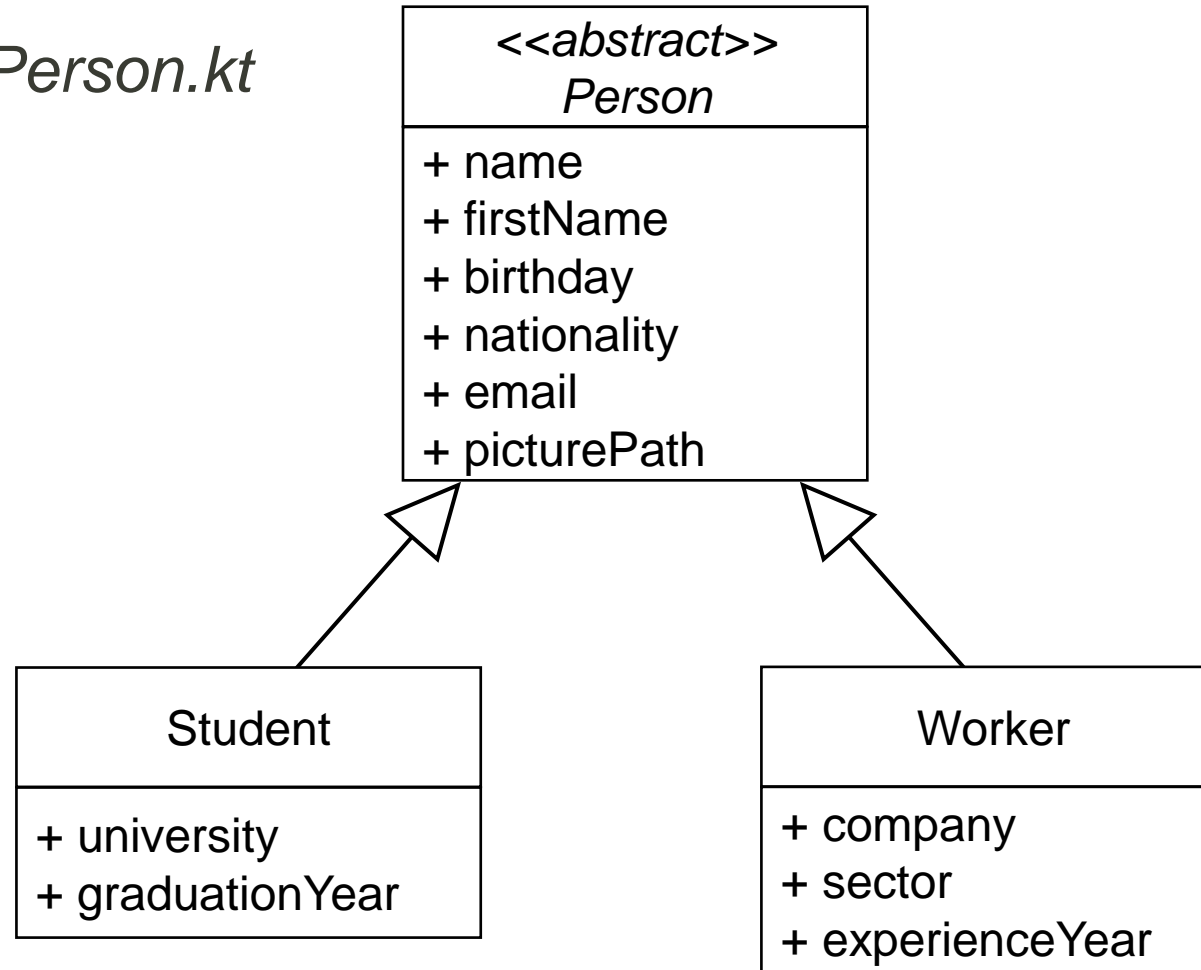 Person.kt
<<abstract>>
Person
+ name
+ firstName
+ birthday
+ nationality
+ email
+ picturePath
Student
+ university
+ graduationYear
Worker
+ company
+ sector
+ experienceYear